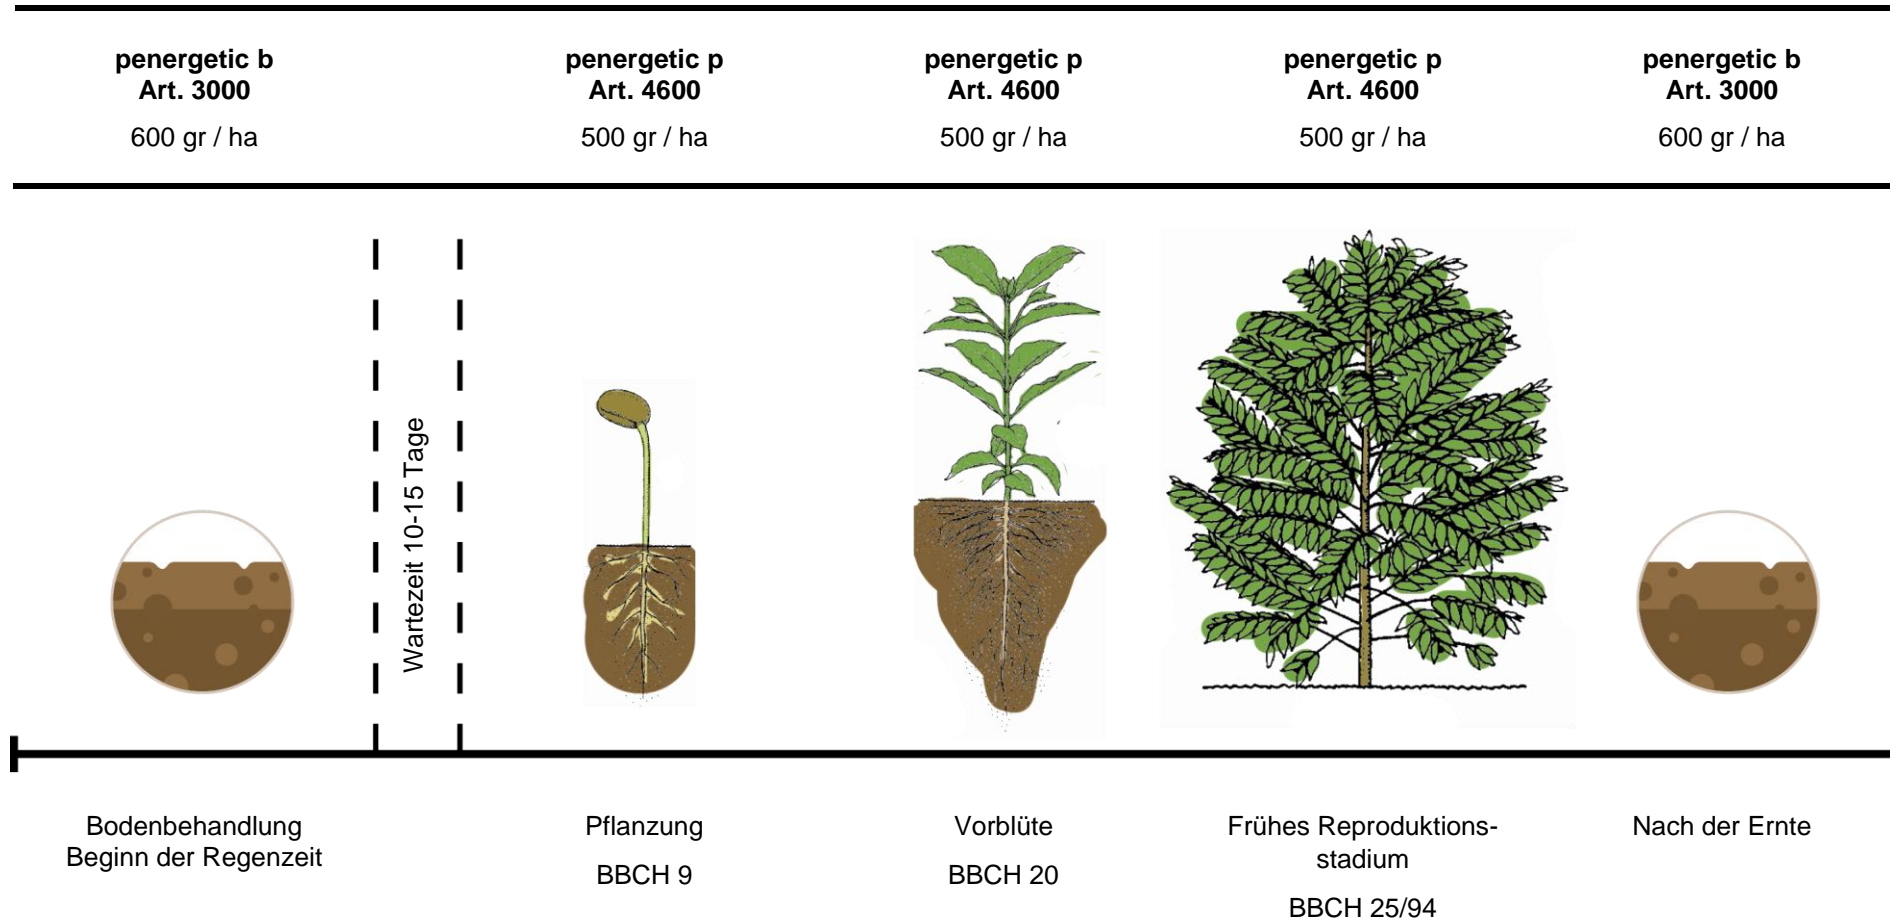 penergetic b
Art. 3000
600 gr / ha
penergetic p
Art. 4600
500 gr / ha
penergetic p
Art. 4600
500 gr / ha
penergetic p
Art. 4600
500 gr / ha
penergetic b
Art. 3000
600 gr / ha
Wartezeit 10-15 Tage
Bodenbehandlung
Beginn der Regenzeit
Pflanzung
BBCH 9
Vorblüte
BBCH 20
Frühes Reproduktions-
stadium
BBCH 25/94
Nach der Ernte